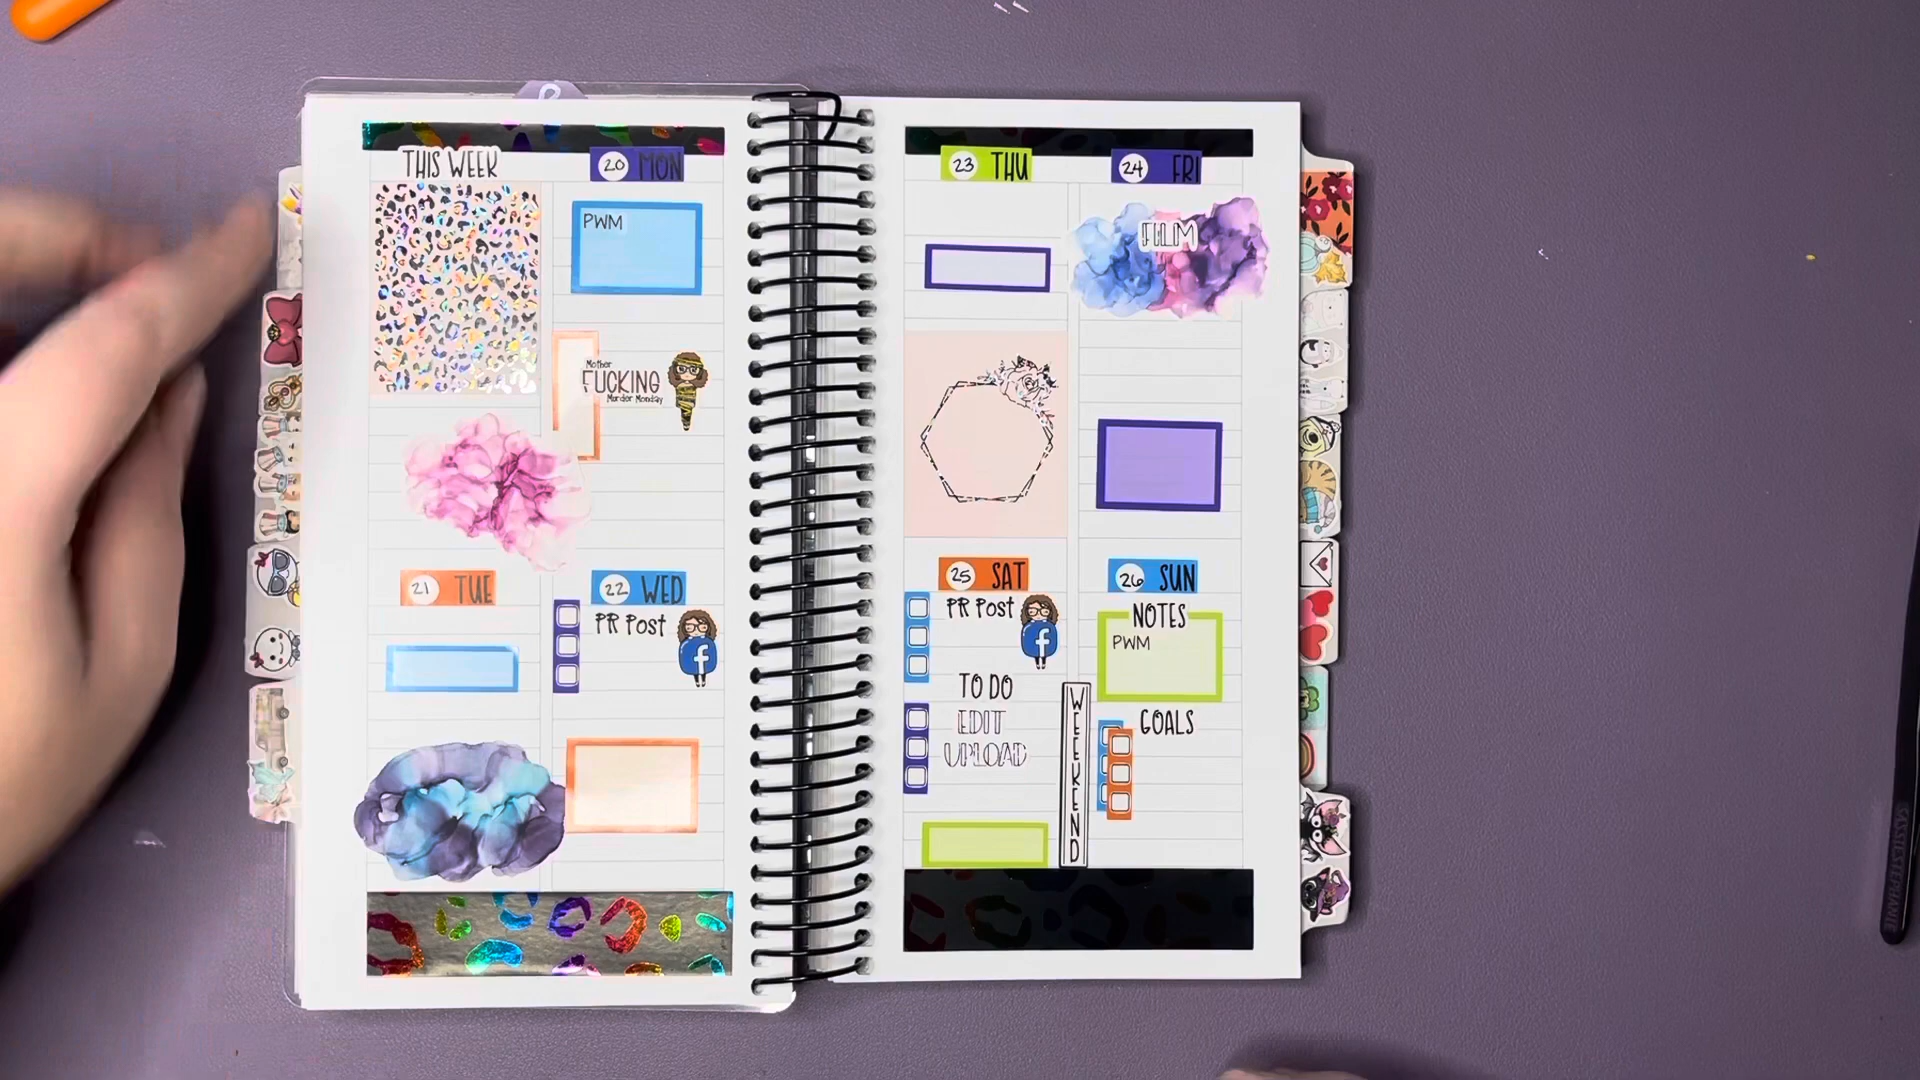 THIS WEEK
20 MON
PWM
Mother
FUCKING
Murder Monday
21 TUE
22 WED
PR POST
f
23 THU
24 FRI
FILM
25 SAT
PR POST
f
TO DO
EDIT
UPLOAD
WEEKEND
26 SUN
NOTES
PWM
GOALS
SASSTESTEPHANIE